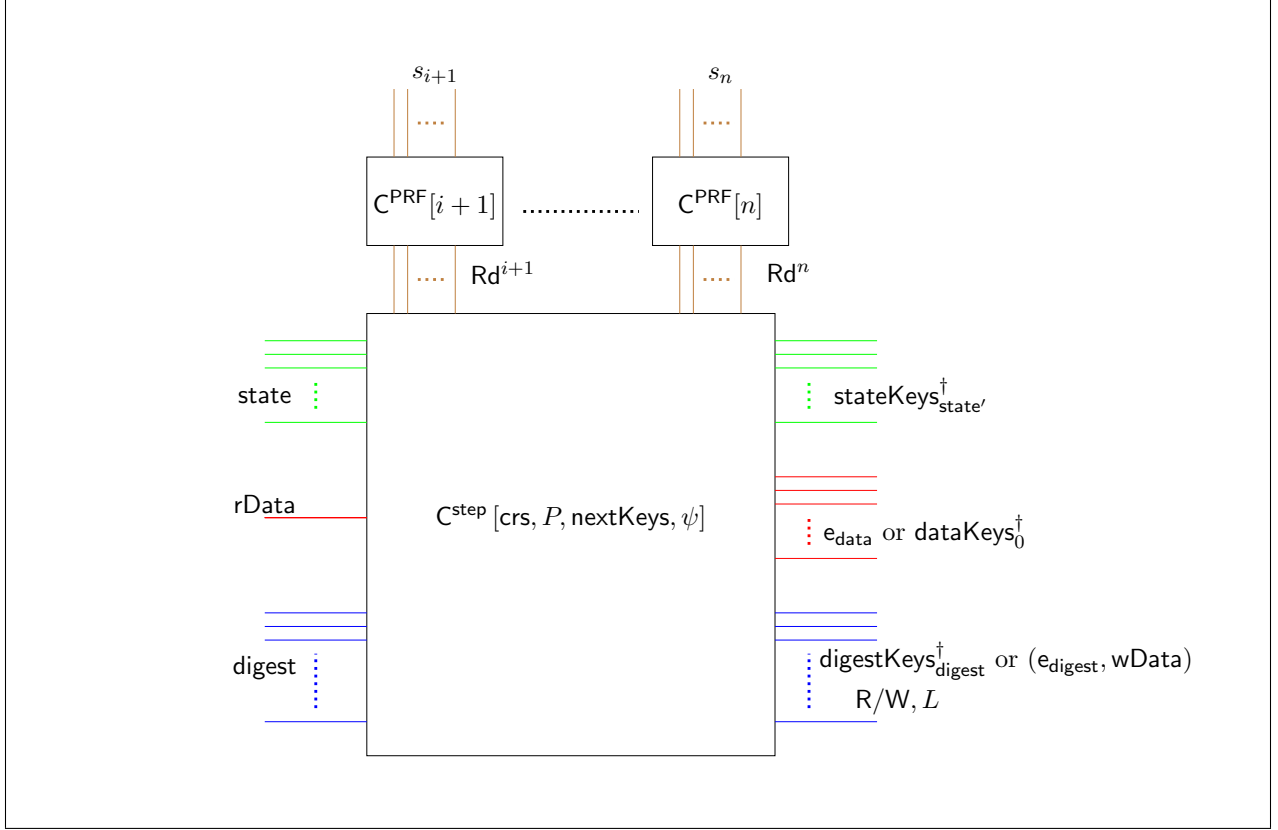 s_{i+1} s_n
C^{PRF}[i + 1] C^{PRF}[n]
Rd^{i+1} Rd^n
state stateKeys^†_{state′}
rData C^{step} [crs, P, nextKeys, ψ] e_{data} or dataKeys^†_0
digest digestKeys^†_{digest} or (e_{digest}, wData)
R/W, L